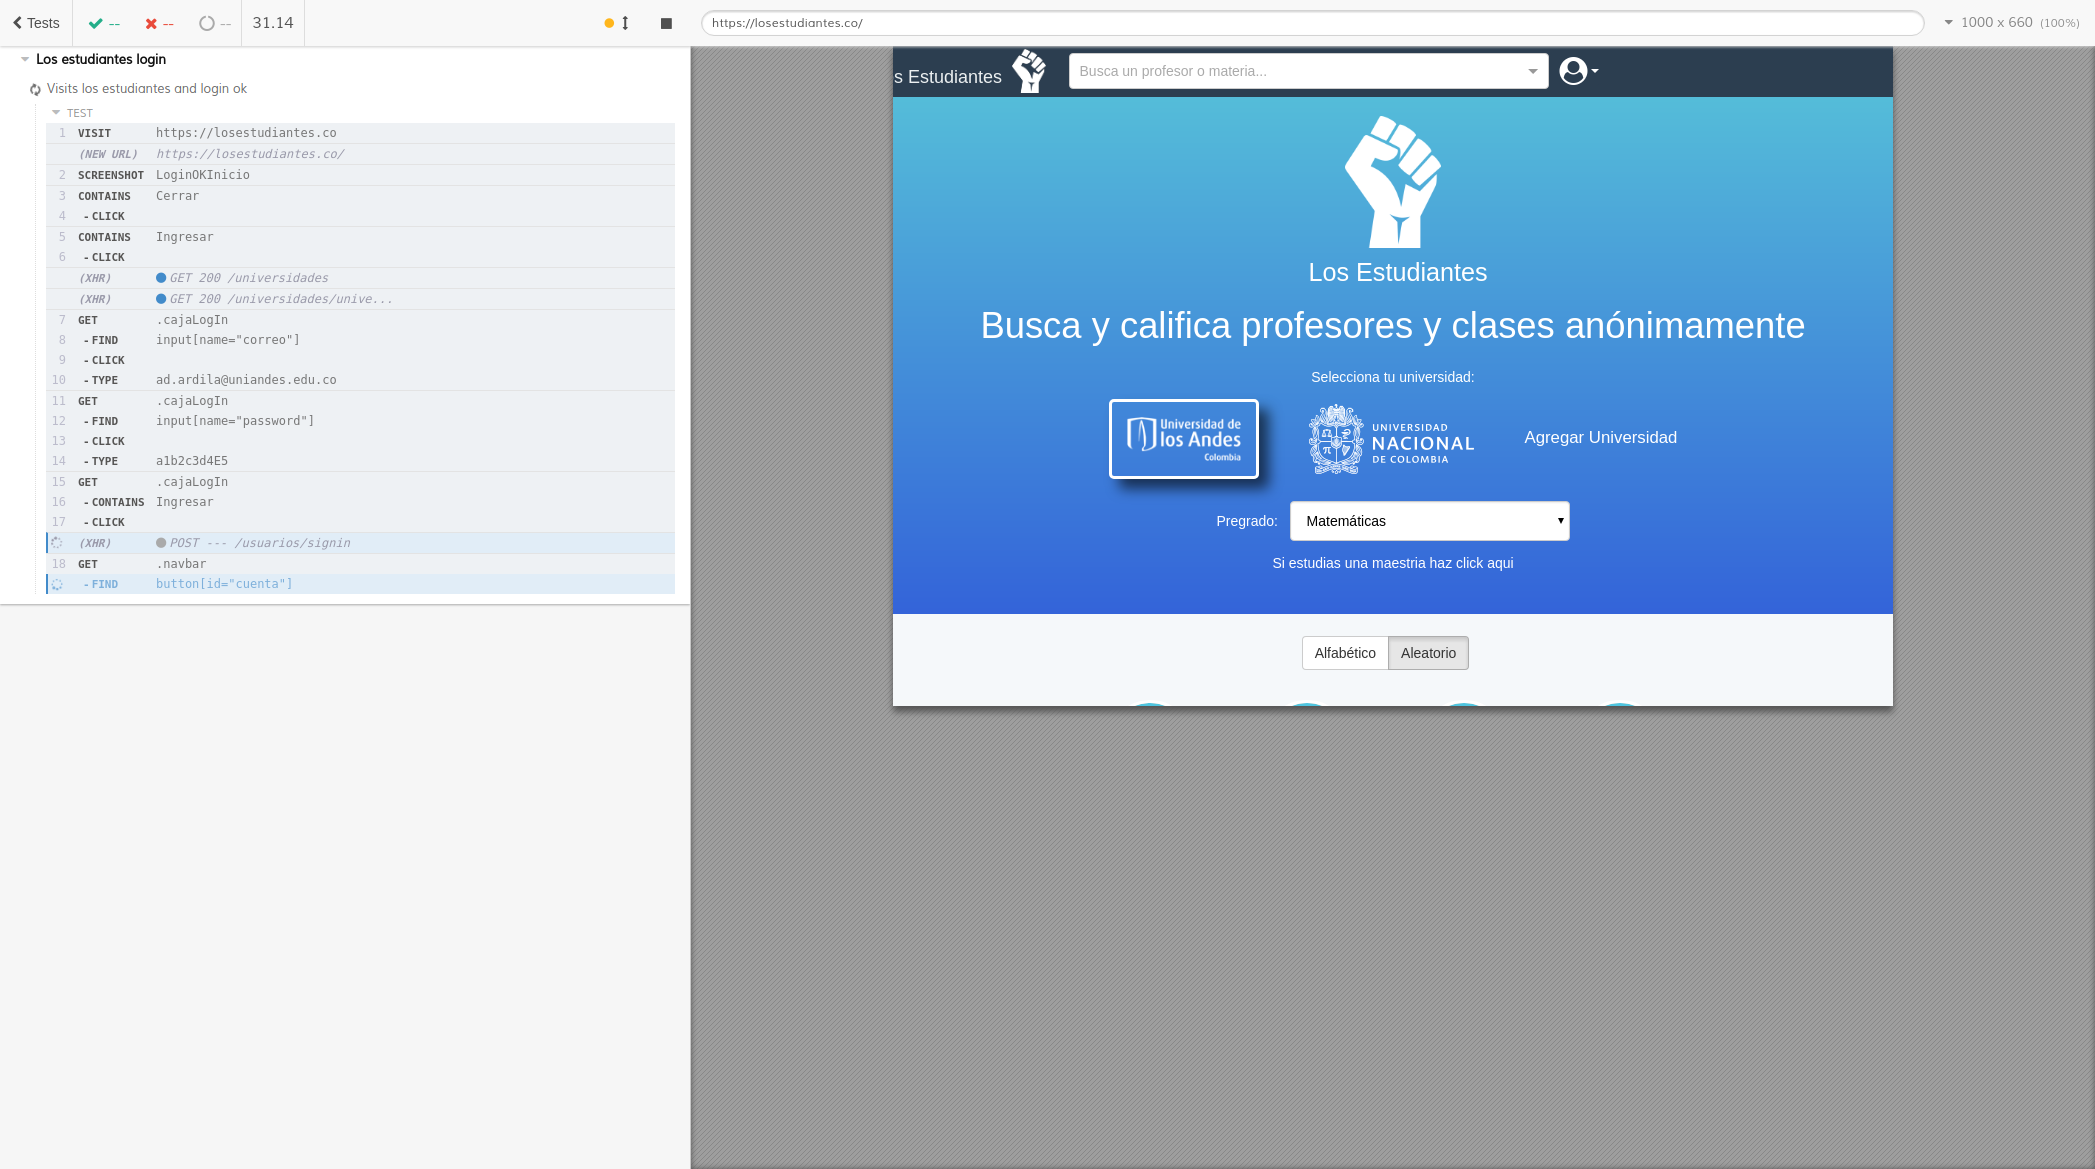 Tests -- -- -- 31.14
Los estudiantes login
Visits los estudiantes and login ok
TEST
1 VISIT https://losestudiantes.co
(NEW URL) https://losestudiantes.co/
2 SCREENSHOT LoginOKInicio
3 CONTAINS Cerrar
4 - CLICK
5 CONTAINS Ingresar
6 - CLICK
(XHR) GET 200 /universidades
(XHR) GET 200 /universidades/unive...
7 GET .cajaLogIn
8 - FIND input[name="correo"]
9 - CLICK
10 - TYPE ad.ardila@uniandes.edu.co
11 GET .cajaLogIn
12 - FIND input[name="password"]
13 - CLICK
14 - TYPE a1b2c3d4E5
15 GET .cajaLogIn
16 - CONTAINS Ingresar
17 - CLICK
(XHR) POST --- /usuarios/signin
18 GET .navbar
- FIND button[id="cuenta"]
https://losestudiantes.co/
1000 x 660 (100%)
s Estudiantes
Busca un profesor o materia...
Los Estudiantes
Busca y califica profesores y clases anónimamente
Selecciona tu universidad:
Universidad de
los Andes
Colombia
UNIVERSIDAD
NACIONAL
DE COLOMBIA
Agregar Universidad
Pregrado: Matemáticas
Si estudias una maestria haz click aqui
Alfabético Aleatorio